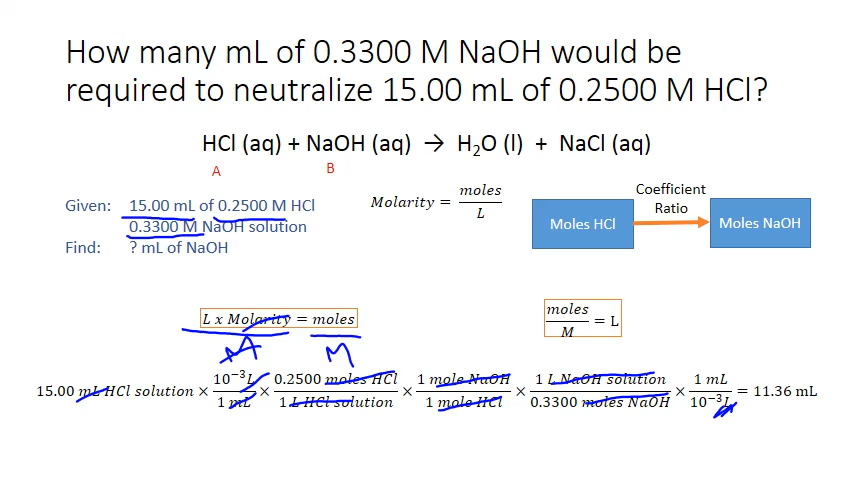 How many mL of 0.3300 M NaOH would be
required to neutralize 15.00 mL of 0.2500 M HCl?
HCl (aq) + NaOH (aq) → H₂O (l) + NaCl (aq)
A B
Given: 15.00 mL of 0.2500 M HCl
0.3300 M NaOH solution
Find: ? mL of NaOH
Molarity = moles / L
Coefficient
Ratio
Moles HCl
Moles NaOH
L x Molarity = moles
M M
moles / M = L
15.00 mL HCl solution × 10⁻³L / 1 mL × 0.2500 moles HCl / 1 L HCl solution × 1 mole NaOH / 1 mole HCl × 1 L NaOH solution / 0.3300 moles NaOH × 1 mL / 10⁻³L = 11.36 mL